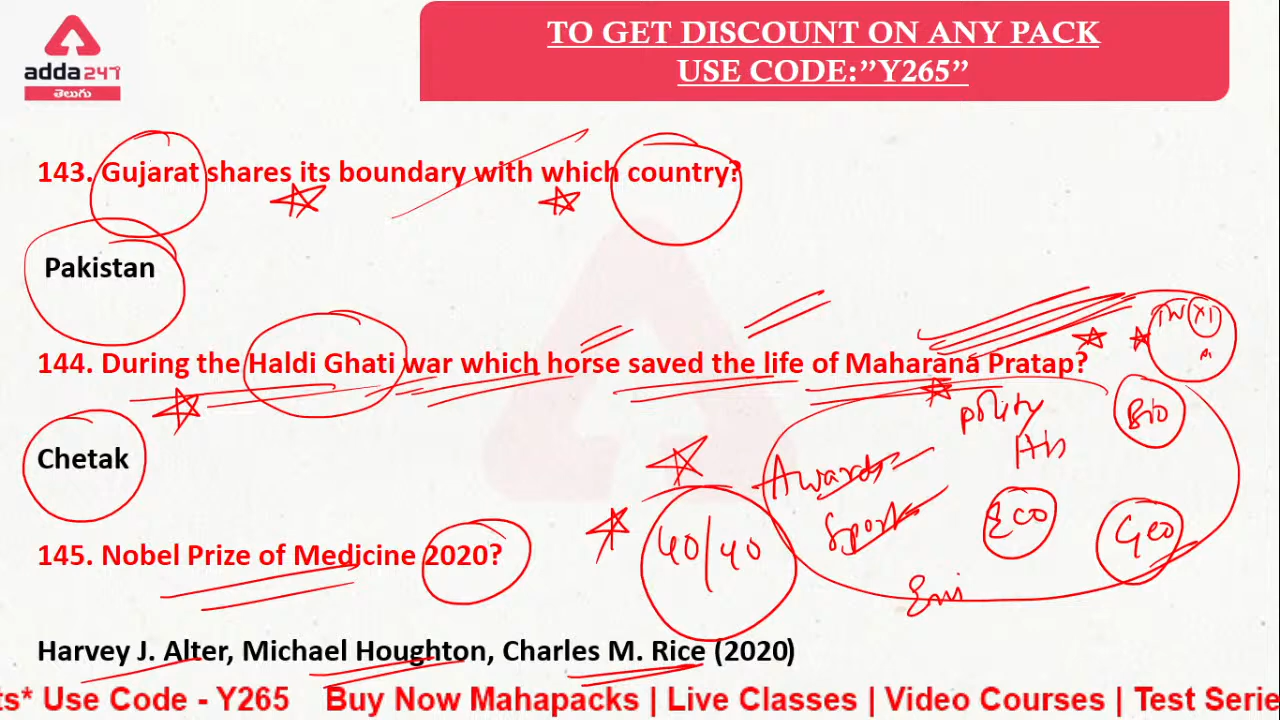 adda247
తెలుగు
TO GET DISCOUNT ON ANY PACK
USE CODE:”Y265”
143. Gujarat shares its boundary with which country?
Pakistan
144. During the Haldi Ghati war which horse saved the life of Maharana Pratap?
Chetak
145. Nobel Prize of Medicine 2020?
Harvey J. Alter, Michael Houghton, Charles M. Rice (2020)
XI
polity
Bio
Awards
Sports
Eco
Geo
40/40
ts* Use Code - Y265 Buy Now Mahapacks | Live Classes | Video Courses | Test Serie